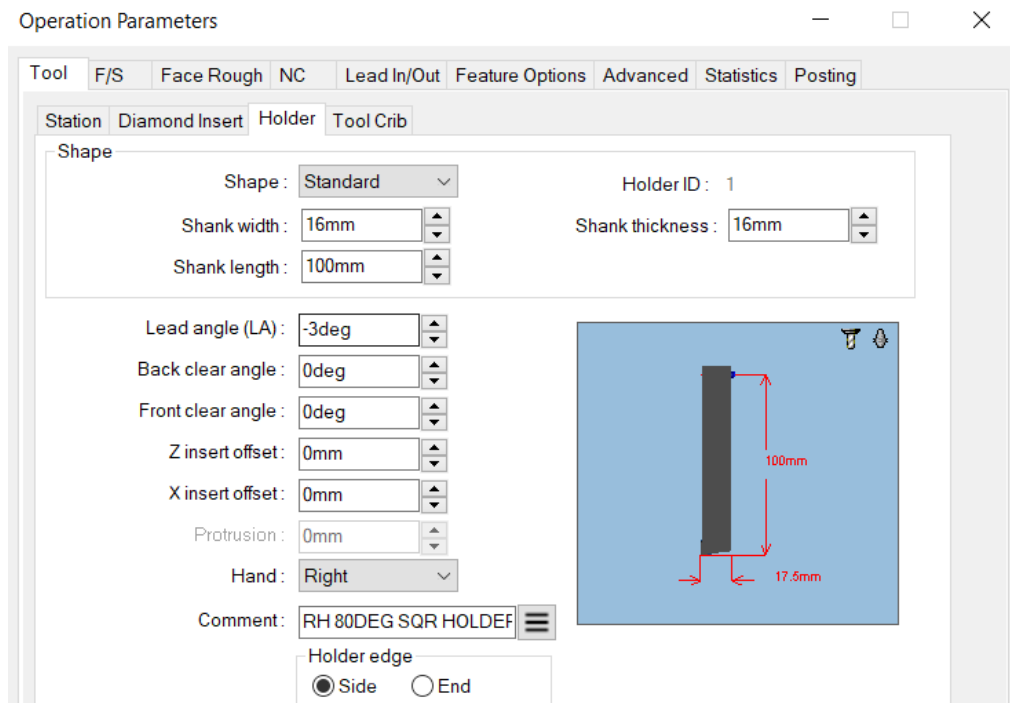 Operation Parameters
Tool F/S Face Rough NC Lead In/Out Feature Options Advanced Statistics Posting
Station Diamond Insert Holder Tool Crib
Shape
Shape : Standard Holder ID : 1
Shank width : 16mm Shank thickness : 16mm
Shank length : 100mm
Lead angle (LA) : -3deg
Back clear angle : 0deg
Front clear angle : 0deg
Z insert offset : 0mm
100mm
X insert offset : 0mm
Protrusion : 0mm
Hand : Right
17.5mm
Comment : RH 80DEG SQR HOLDER
Holder edge
Side End